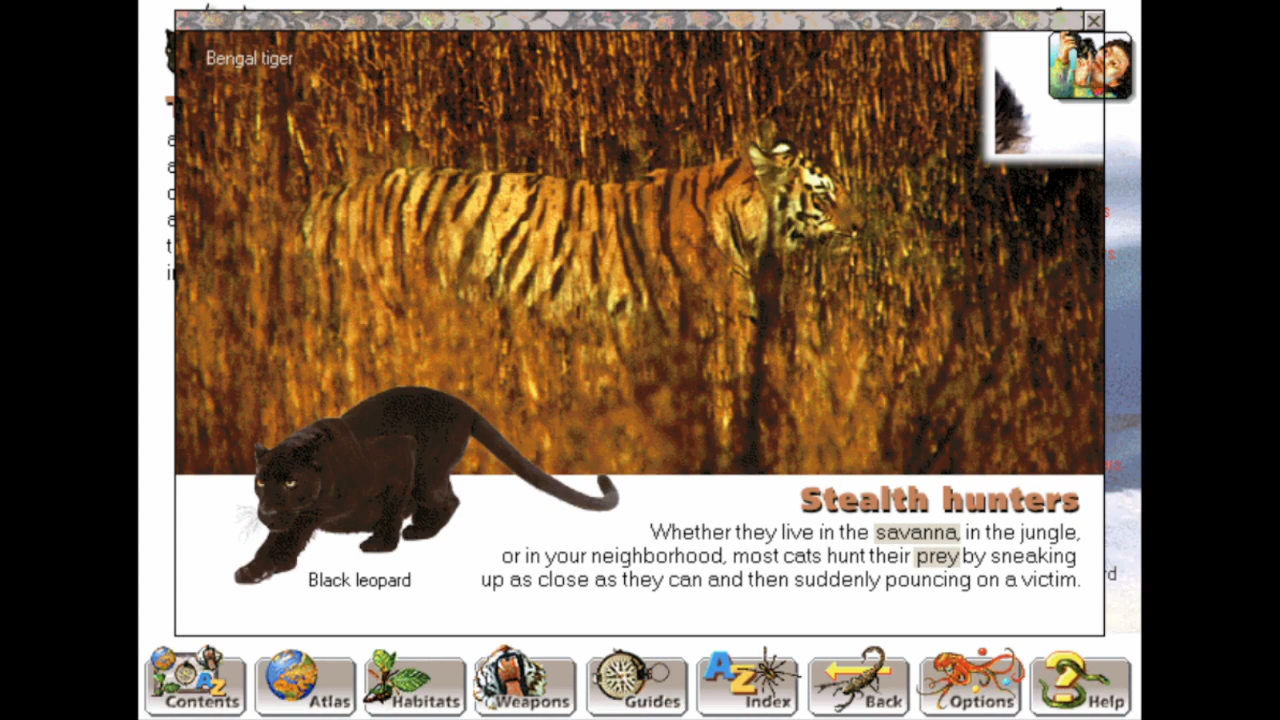 Bengal tiger
Stealth hunters
Whether they live in the savanna, in the jungle,
or in your neighborhood, most cats hunt their prey by sneaking
up as close as they can and then suddenly pouncing on a victim.
Black leopard
Contents
Atlas
Habitats
Weapons
Guides
AZ
Index
Back
Options
?
Help